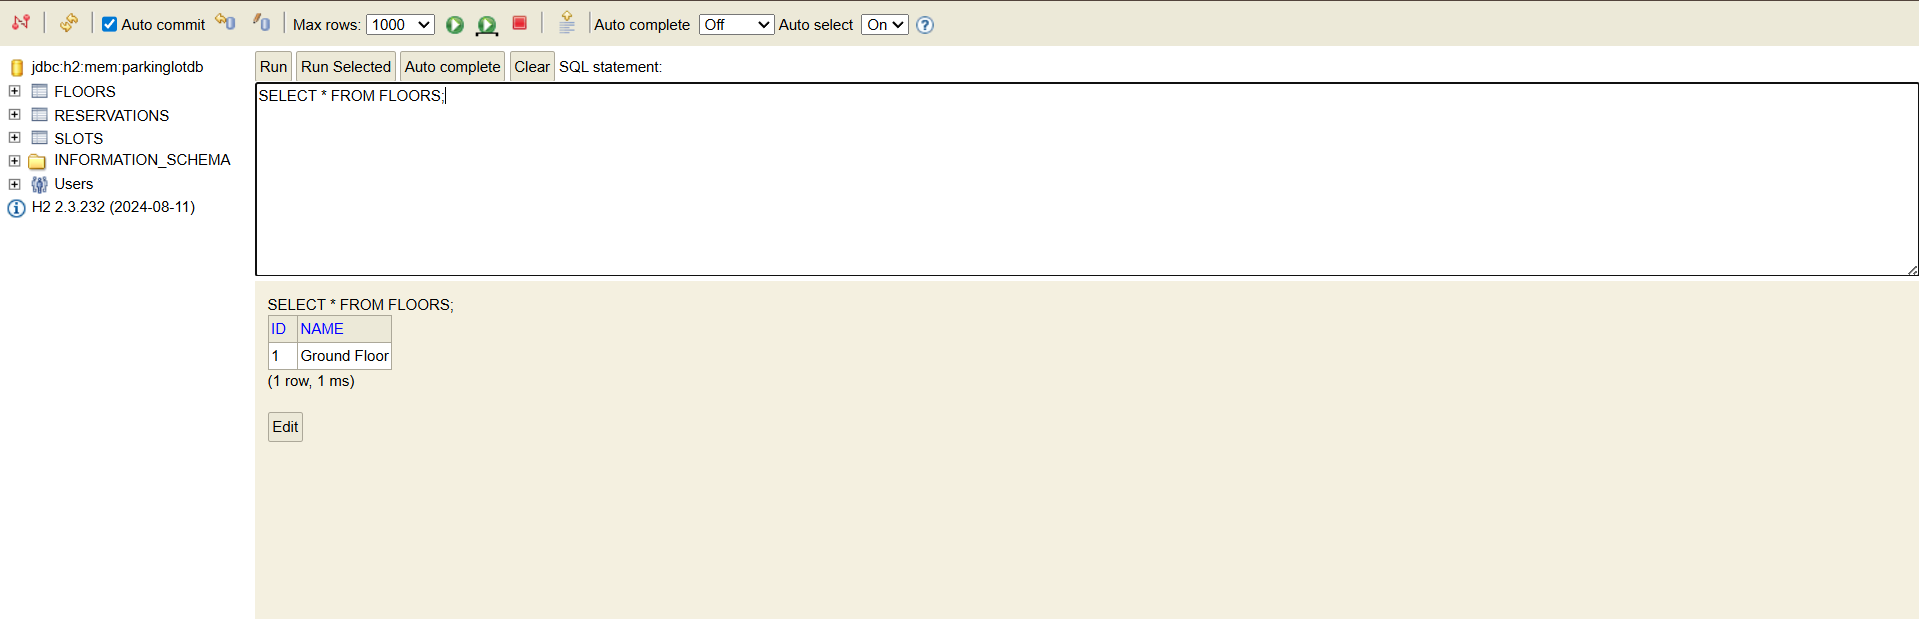 Auto commit Max rows: 1000 Auto complete Off Auto select On
jdbc:h2:mem:parkinglotdb
FLOORS
RESERVATIONS
SLOTS
INFORMATION_SCHEMA
Users
H2 2.3.232 (2024-08-11)
Run Run Selected Auto complete Clear SQL statement:
SELECT * FROM FLOORS;
SELECT * FROM FLOORS;
ID NAME
1 Ground Floor
(1 row, 1 ms)
Edit